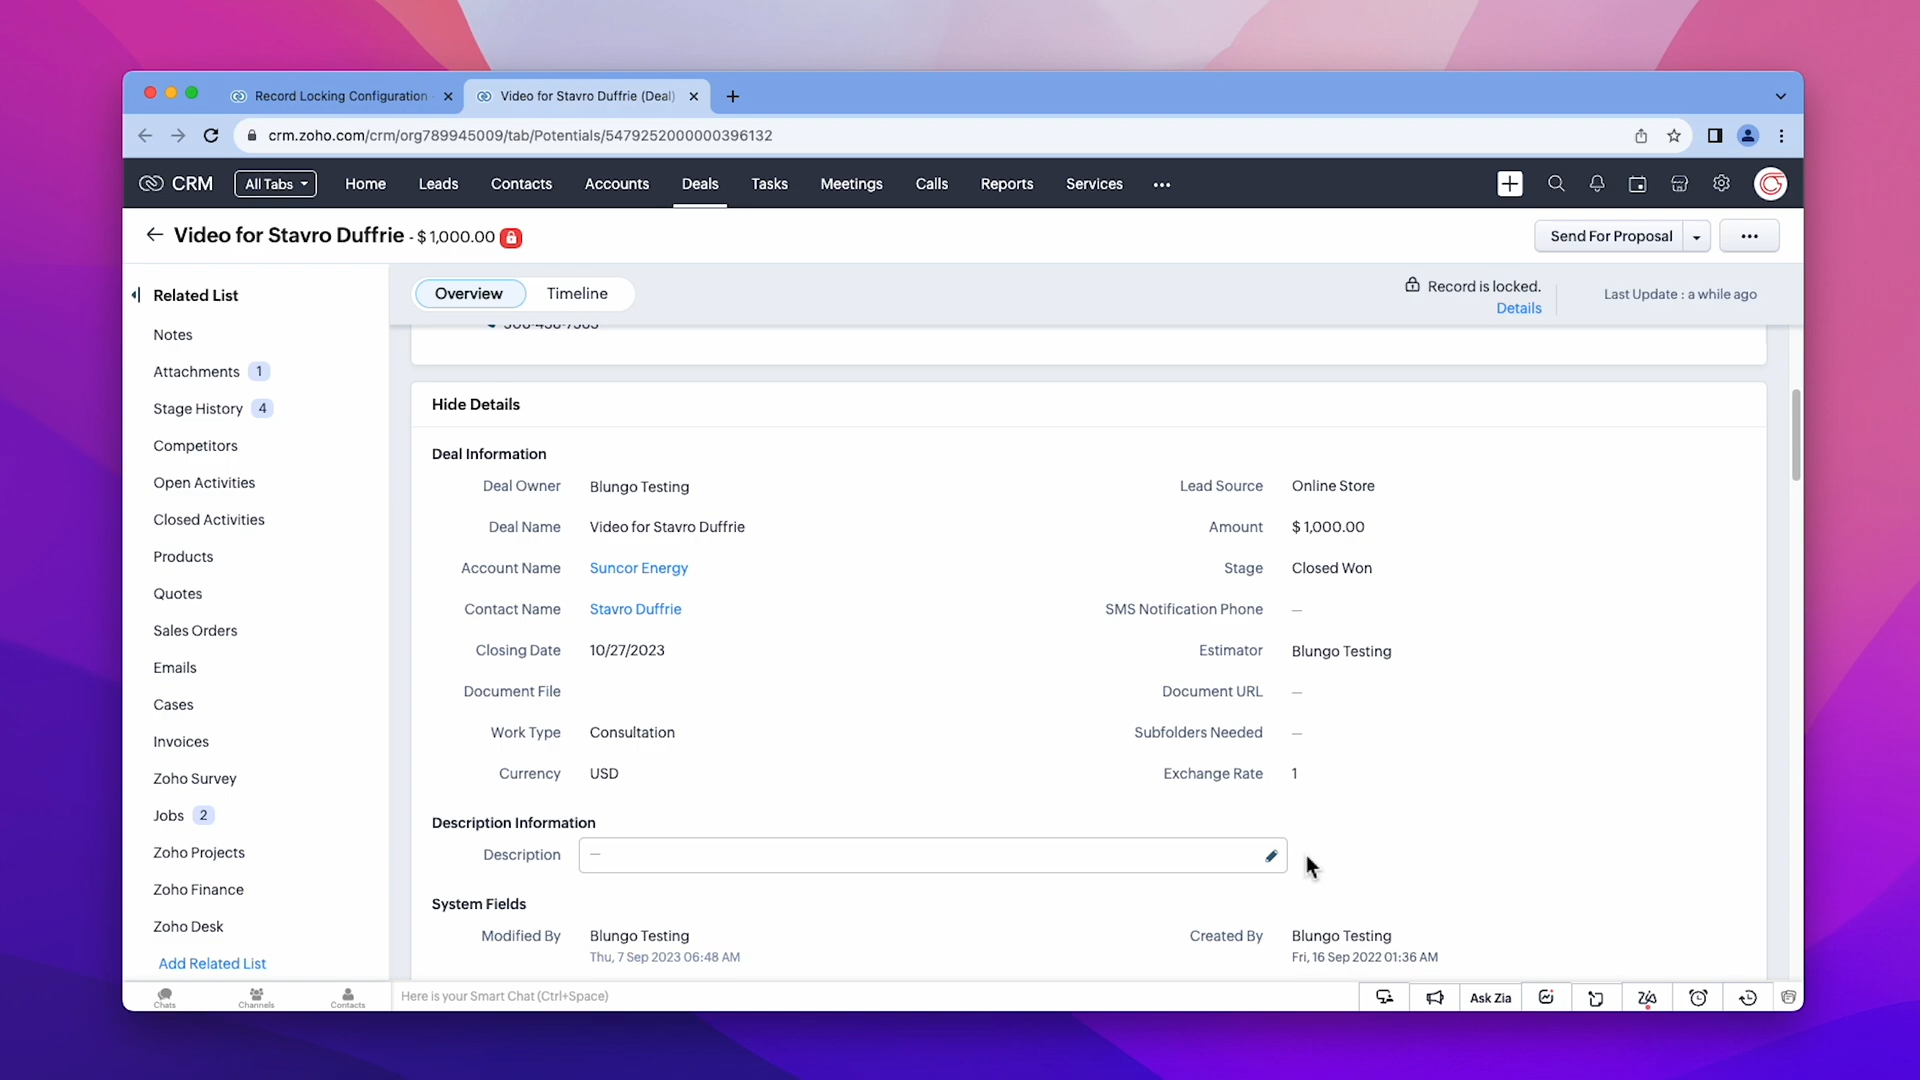 Record Locking Configuration
Video for Stavro Duffrie (Deal)
crm.zoho.com/crm/org789945009/tab/Potentials/5479252000000396132
CRM
All Tabs
Home
Leads
Contacts
Accounts
Deals
Tasks
Meetings
Calls
Reports
Services
Video for Stavro Duffrie - $ 1,000.00
Send For Proposal
Related List
Overview
Timeline
Record is locked.
Details
Last Update : a while ago
Notes
Attachments 1
Stage History 4
Competitors
Open Activities
Closed Activities
Products
Quotes
Sales Orders
Emails
Cases
Invoices
Zoho Survey
Jobs 2
Zoho Projects
Zoho Finance
Zoho Desk
Add Related List
Hide Details
Deal Information
Deal Owner Blungo Testing
Lead Source Online Store
Deal Name Video for Stavro Duffrie
Amount $ 1,000.00
Account Name Suncor Energy
Stage Closed Won
Contact Name Stavro Duffrie
SMS Notification Phone —
Closing Date 10/27/2023
Estimator Blungo Testing
Document File
Document URL —
Work Type Consultation
Subfolders Needed —
Currency USD
Exchange Rate 1
Description Information
Description —
System Fields
Modified By Blungo Testing
Thu, 7 Sep 2023 06:48 AM
Created By Blungo Testing
Fri, 16 Sep 2022 01:36 AM
Chats
Channels
Contacts
Here is your Smart Chat (Ctrl+Space)
Ask Zia